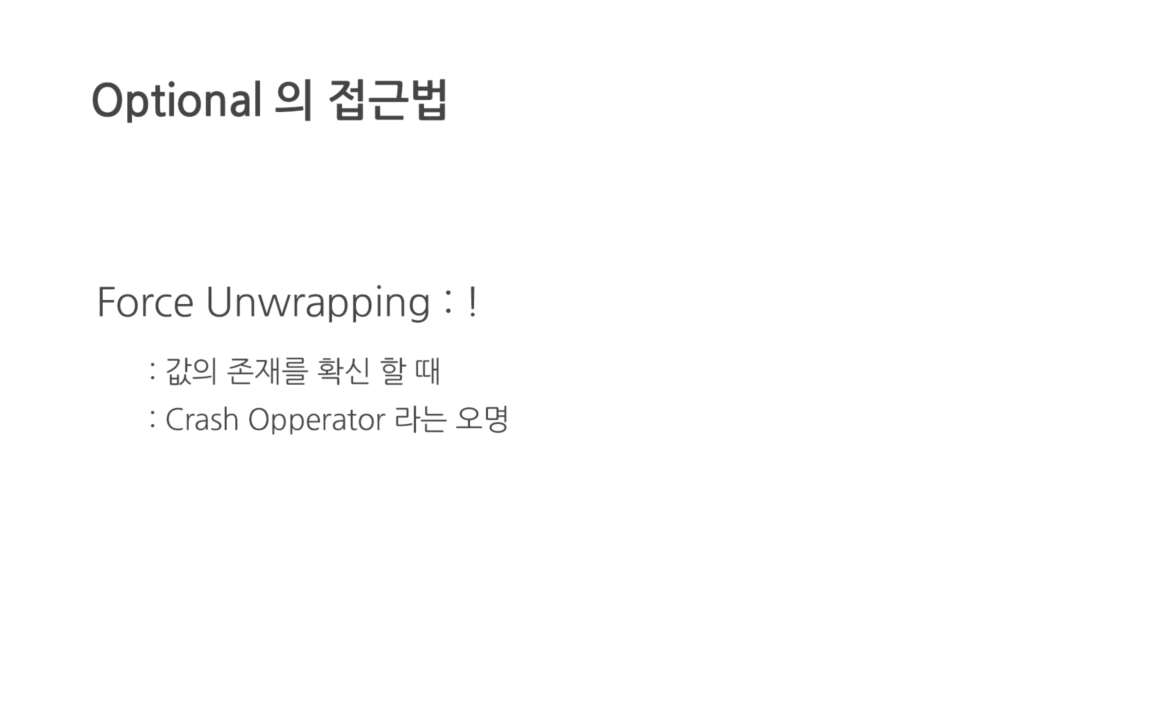 Optional 의 접근법
Force Unwrapping : !
: 값의 존재를 확신 할 때
: Crash Opperator 라는 오명